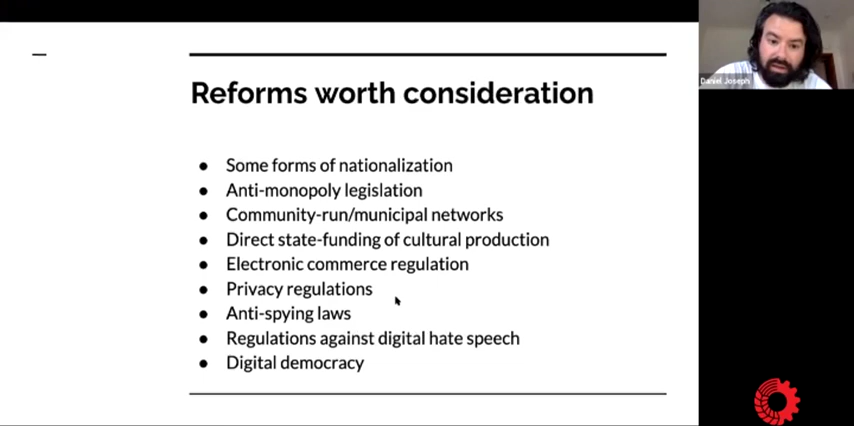 Reforms worth consideration
Some forms of nationalization
Anti-monopoly legislation
Community-run/municipal networks
Direct state-funding of cultural production
Electronic commerce regulation
Privacy regulations
Anti-spying laws
Regulations against digital hate speech
Digital democracy
Daniel Joseph